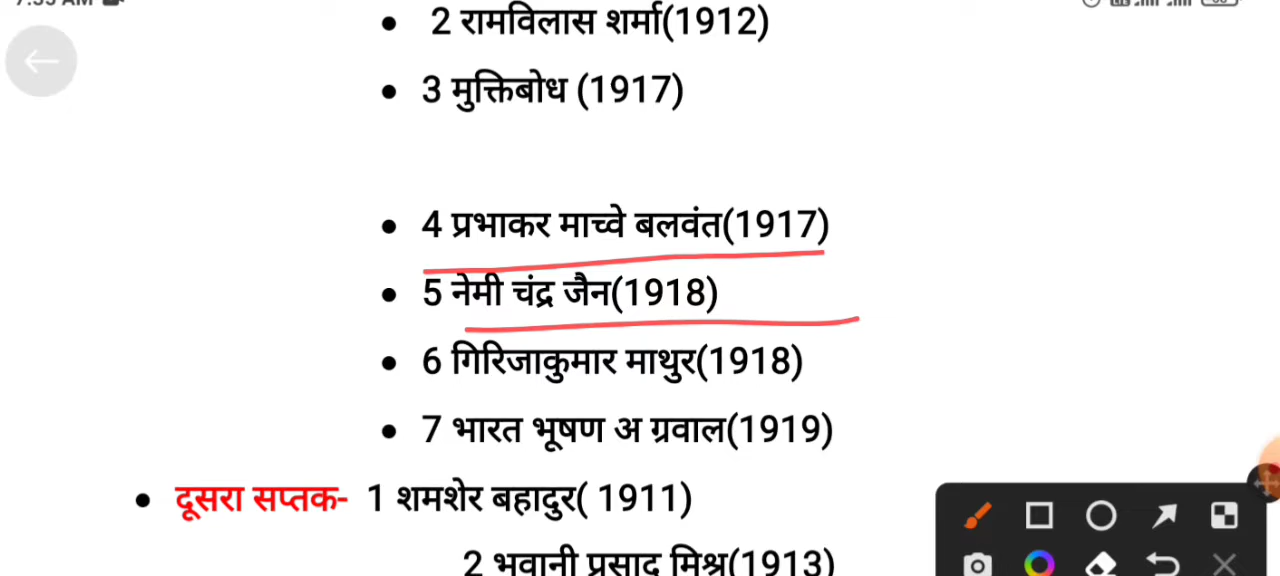 2 रामविलास शर्मा(1912)
3 मुक्तिबोध (1917)
4 प्रभाकर माच्वे बलवंत(1917)
5 नेमी चंद्र जैन(1918)
6 गिरिजाकुमार माथुर(1918)
7 भारत भूषण अ ग्रवाल(1919)
दूसरा सप्तक- 1 शमशेर बहादुर( 1911)
2 भवानी प्रसाद मिश्र(1913)